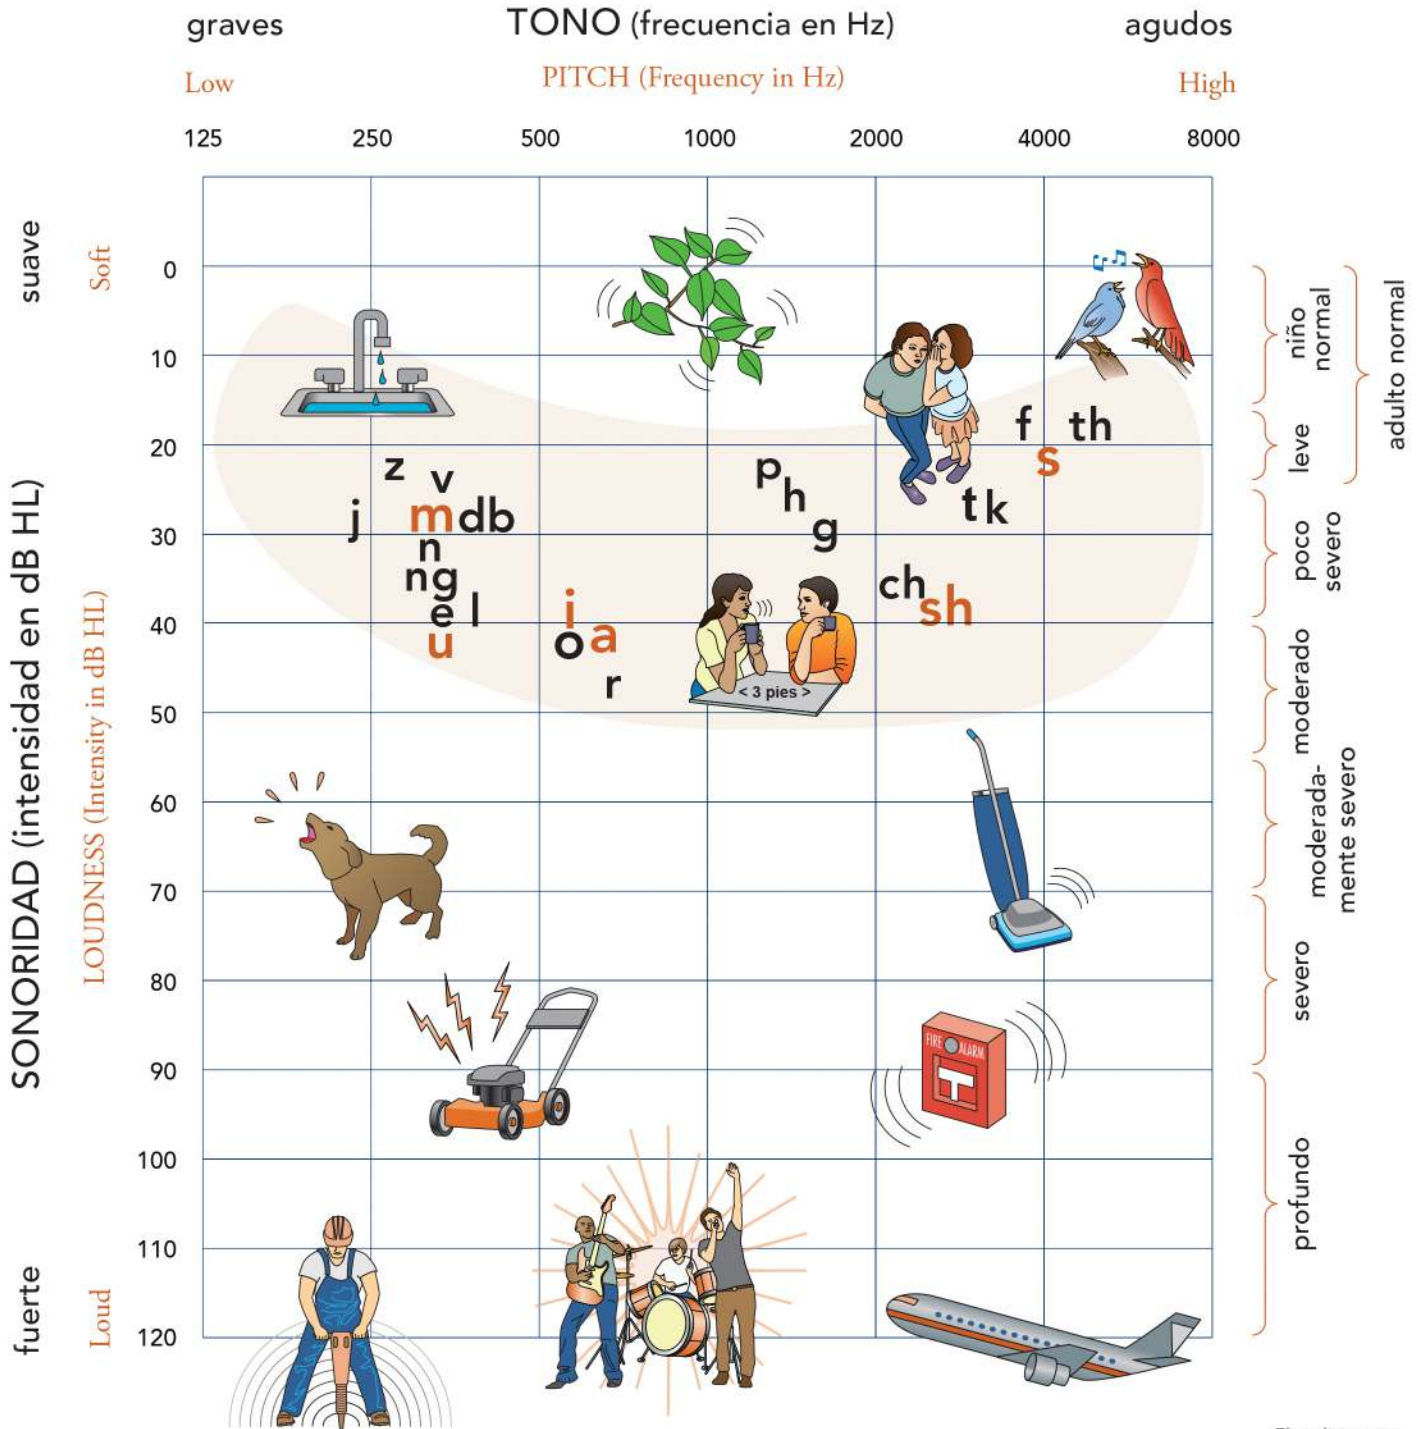 graves TONO (frecuencia en Hz) agudos
Low PITCH (Frequency in Hz) High
125 250 500 1000 2000 4000 8000
suave
Soft
SONORIDAD (intensidad en dB HL)
LOUDNESS (Intensity in dB HL)
fuerte
Loud
0
10
20
30
40
50
60
70
80
90
100
110
120
f th
s
z
v
p
h
t k
j
m db
g
n
ng
ch
sh
e l
i
u
o a
r
< 3 pies >
FIRE ALARM
niño
normal
adulto normal
leve
poco
severo
moderado
moderada-
mente severo
severo
profundo